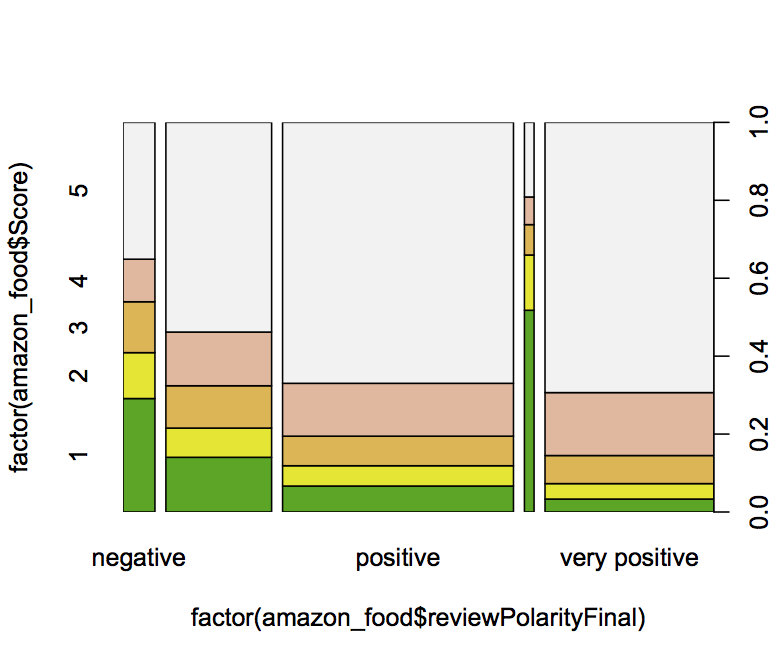 factor(amazon_food$Score)
5
4
3
2
1
1.0
0.8
0.6
0.4
0.2
0.0
negative
positive
very positive
factor(amazon_food$reviewPolarityFinal)